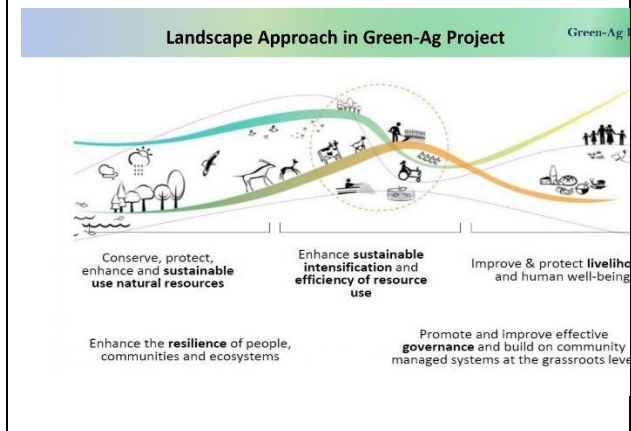 Landscape Approach in Green-Ag Project
Green-Ag
Conserve, protect,
enhance and sustainable
use natural resources
Enhance sustainable
intensification and
efficiency of resource
use
Improve & protect
and human well-being
Enhance the resilience of people,
communities and ecosystems
Promote and improve effective
governance and build on community
managed systems at the grassroots